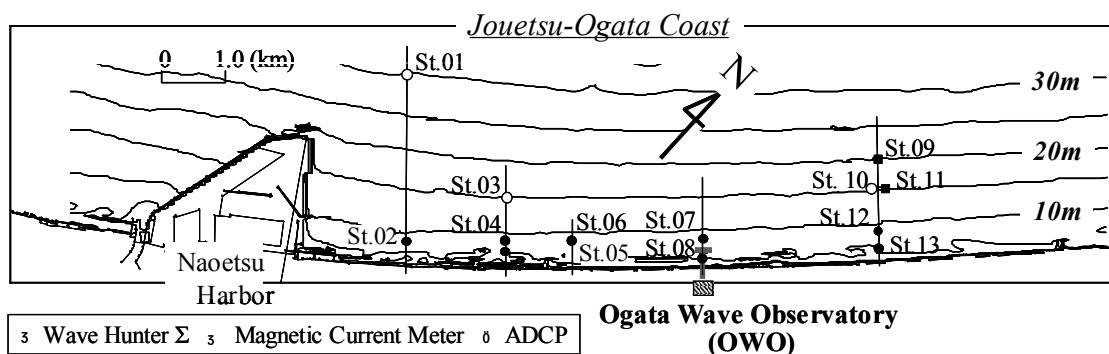 Jouetsu-Ogata Coast
0 1.0 (km)
St.01
N
30m
St.09
20m
St.03
St. 10
St.11
St.02
St.04
St.06
St.07
St.12
10m
St.05
St.08
St.13
Naoetsu
Harbor
Ogata Wave Observatory
(OWO)
3 Wave Hunter Σ 3 Magnetic Current Meter ö ADCP